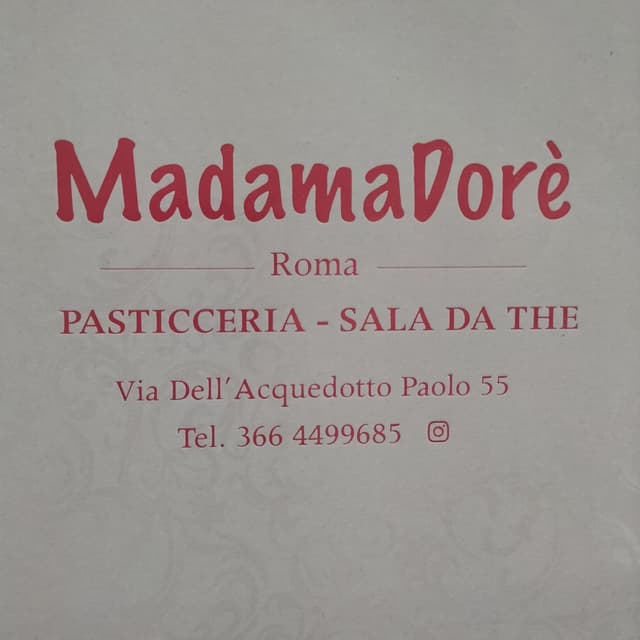 MadamaDorè
Roma
PASTICCERIA - SALA DA THE
Via Dell'Acquedotto Paolo 55
Tel. 366 4499685